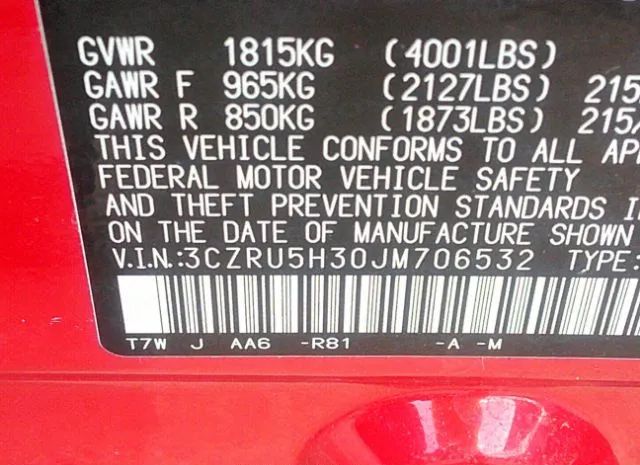 GVWR 1815KG (4001LBS)
GAWR F 965KG (2127LBS) 215
GAWR R 850KG (1873LBS) 215
THIS VEHICLE CONFORMS TO ALL AP
FEDERAL MOTOR VEHICLE SAFETY
AND THEFT PREVENTION STANDARDS I
ON THE DATE OF MANUFACTURE SHOWN
V.I.N.:3CZRU5H30JM706532 TYPE:
T7W J AA6 -R81 -A -M